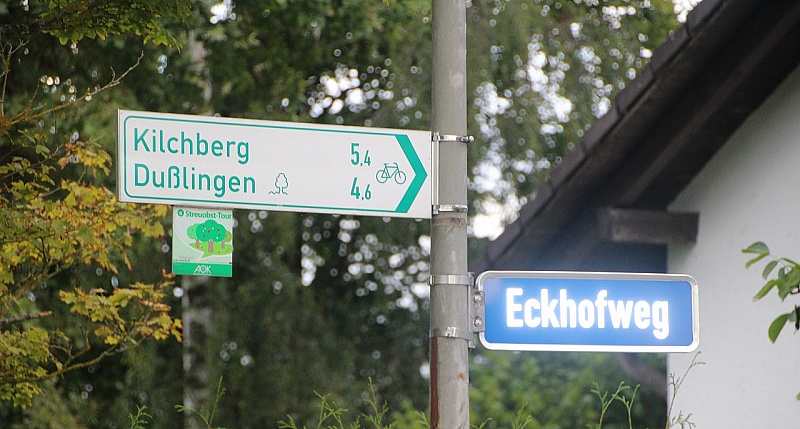 Kilchberg 5,4
Dußlingen 4,6
Streuobst-Tour
AOK
Eckhofweg